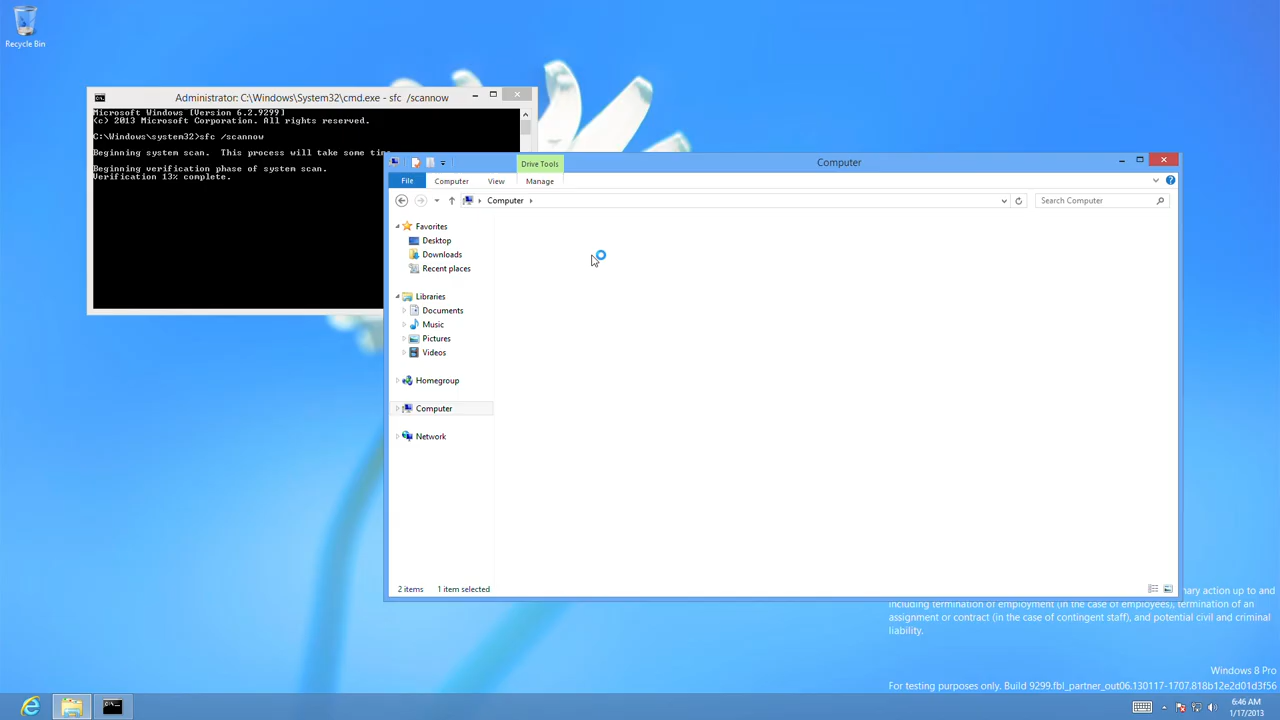 Recycle Bin
Administrator: C:\Windows\System32\cmd.exe - sfc  /scannow
Microsoft Windows [Version 6.2.9299]
(c) 2013 Microsoft Corporation. All rights reserved.
C:\Windows\system32>sfc /scannow
Beginning system scan.  This process will take some time
Beginning verification phase of system scan.
Verification 13% complete.
Drive Tools
Computer
File
Computer
View
Manage
Computer
Search Computer
Favorites
Desktop
Downloads
Recent places
Libraries
Documents
Music
Pictures
Videos
Homegroup
Computer
Network
2 items
1 item selected
action up to and
including termination of employment (in the case of employees), termination of an
assignment or contract (in the case of contingent staff), and potential civil and criminal
liability.
Windows 8 Pro
For testing purposes only. Build 9299.fbl_partner_out06.130117-1707.818b12e2d01d3f56
6:46 AM
1/17/2013